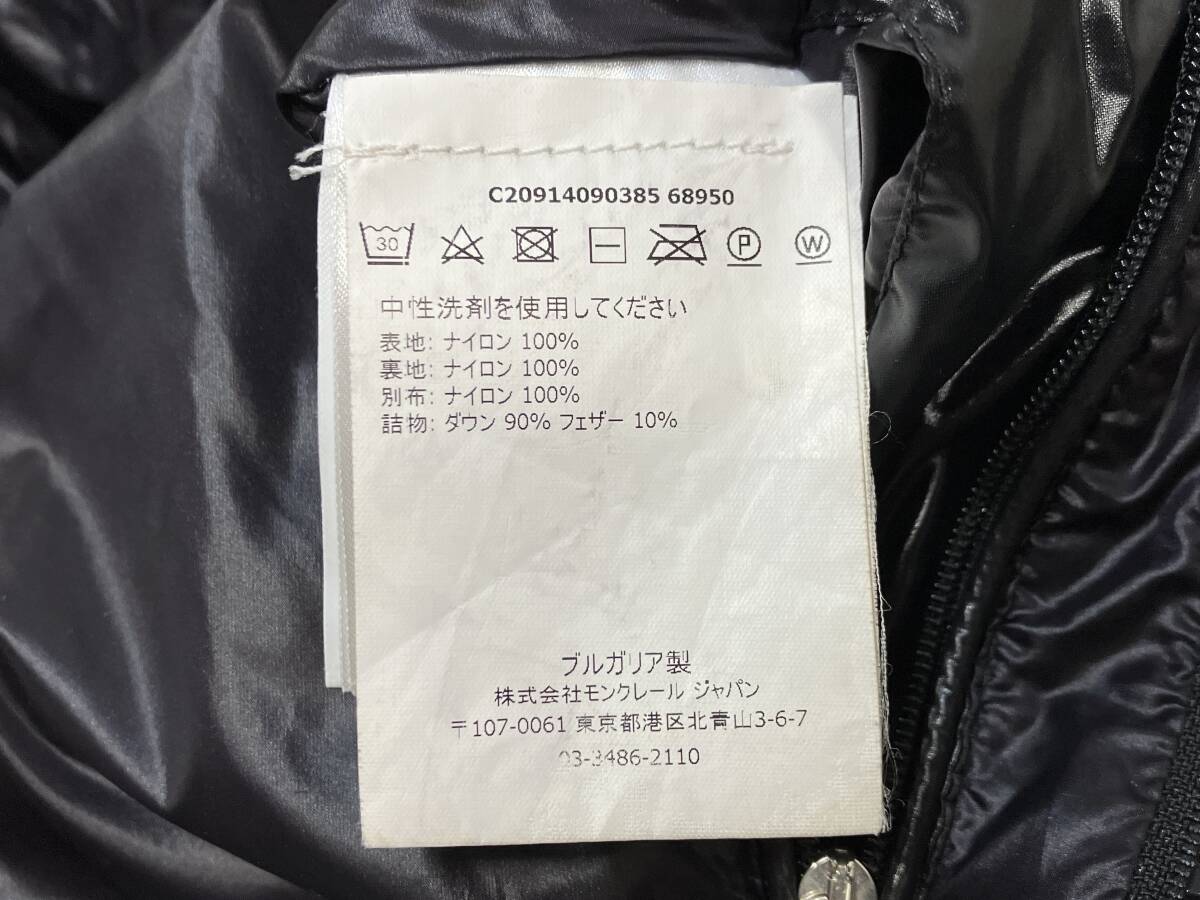 C20914090385 68950
30 P W
中性洗剤を使用してください
表地: ナイロン 100%
裏地: ナイロン 100%
別布: ナイロン 100%
詰物: ダウン 90% フェザー 10%
ブルガリア製
株式会社モンクレール ジャパン
〒107-0061 東京都港区北青山3-6-7
03-3486-2110